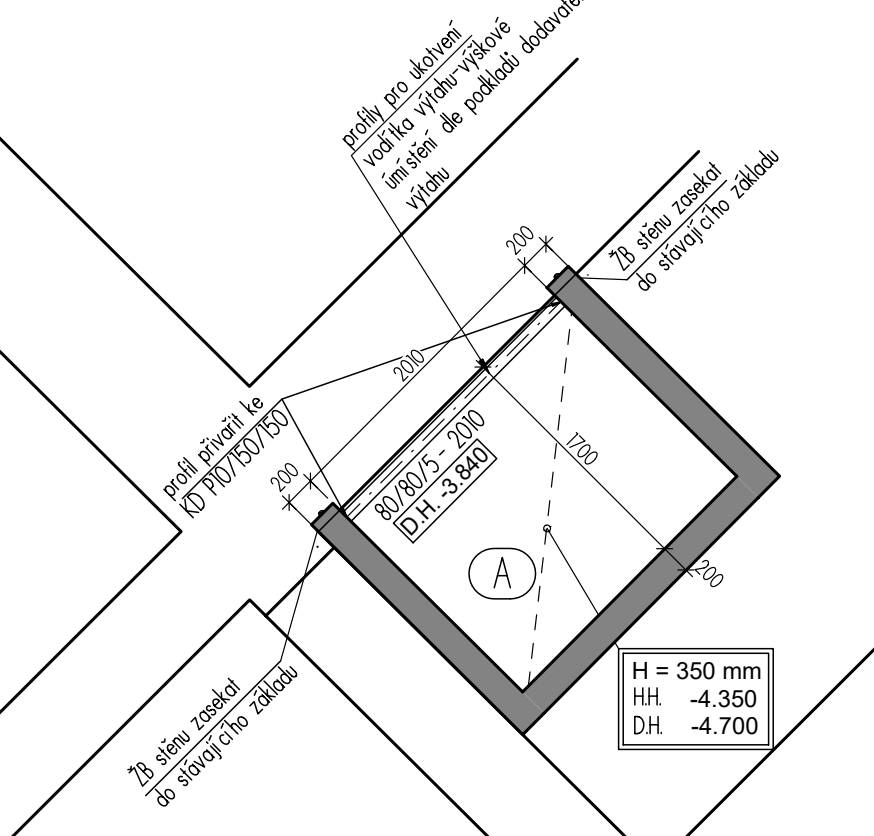 profily pro ukotvení
vodítka výtahu-výškové
úmístění dle podkladů dodavatele
výtahu
ŽB stěnu zasekat
do stávajícího základu
200
2010
profil přivařit ke
KD P10/150/150
200
80/80/5 - 2010
D.H. -3.840
1700
A
200
H = 350 mm
H.H. -4.350
D.H. -4.700
ŽB stěnu zasekat
do stávajícího základu